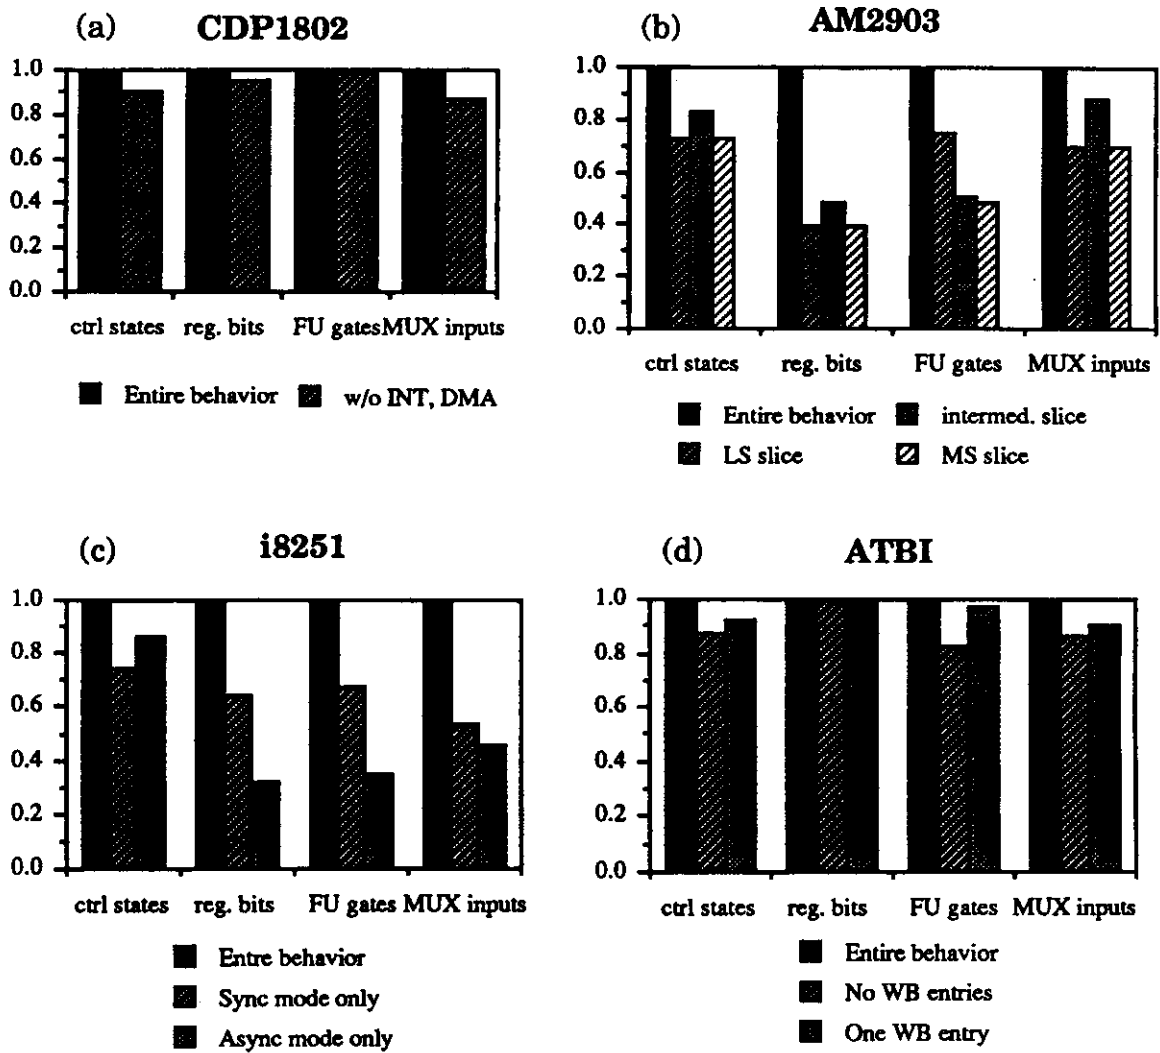 (a) CDP1802
1.0
0.8
0.6
0.4
0.2
0.0
ctrl states reg. bits FU gates MUX inputs
Entire behavior w/o INT, DMA
(b) AM2903
1.0
0.8
0.6
0.4
0.2
0.0
ctrl states reg. bits FU gates MUX inputs
Entire behavior intermed. slice
LS slice MS slice
(c) i8251
1.0
0.8
0.6
0.4
0.2
0.0
ctrl states reg. bits FU gates MUX inputs
Entre behavior
Sync mode only
Async mode only
(d) ATBI
1.0
0.8
0.6
0.4
0.2
0.0
ctrl states reg. bits FU gates MUX inputs
Entire behavior
No WB entries
One WB entry